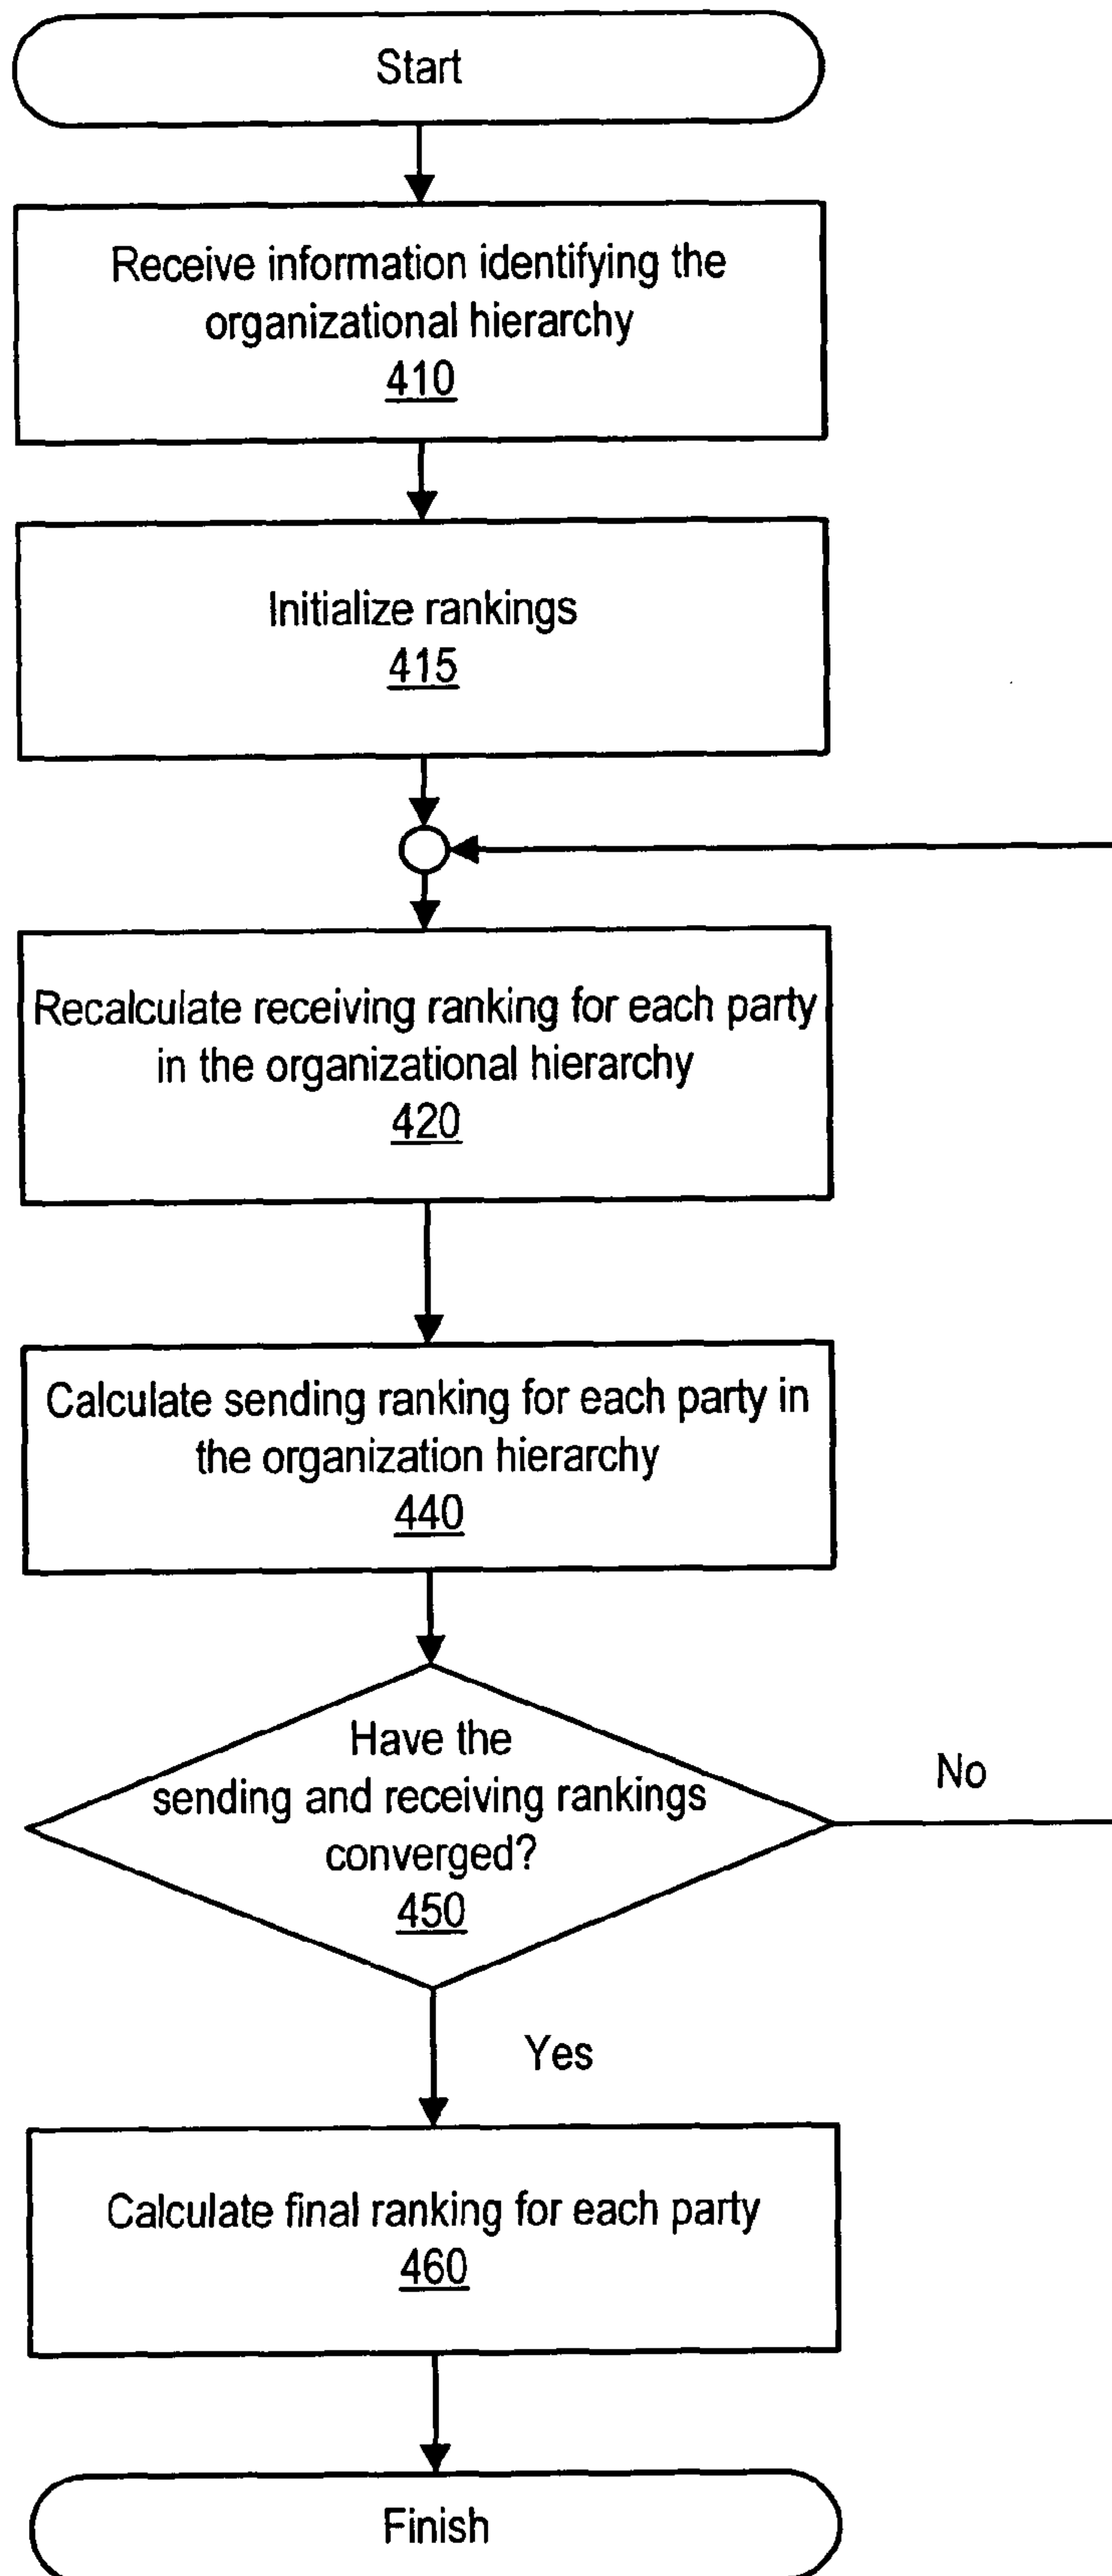 Start
Receive information identifying the
organizational hierarchy
410
Initialize rankings
415
Recalculate receiving ranking for each party
in the organizational hierarchy
420
Calculate sending ranking for each party in
the organization hierarchy
440
Have the
sending and receiving rankings
converged?
450
No
Yes
Calculate final ranking for each party
460
Finish